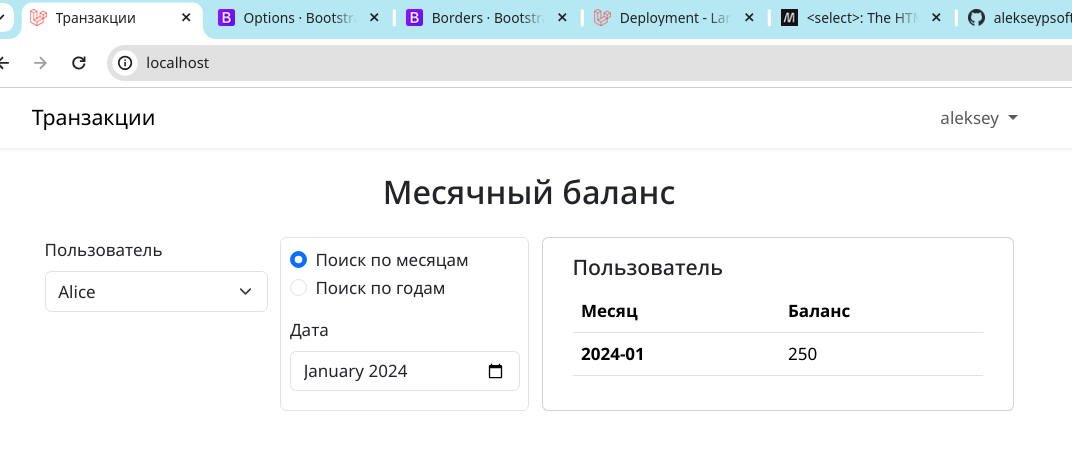 Транзакции
Options · Bootstr
Borders · Bootstr
Deployment - Lar
<select>: The HT
alekseypsoft
localhost
Транзакции
aleksey
Месячный баланс
Пользователь
Alice
Поиск по месяцам
Поиск по годам
Дата
January 2024
Пользователь
Месяц Баланс
2024-01 250